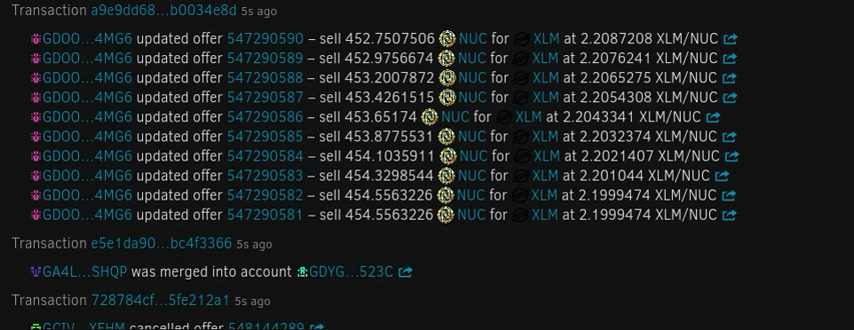 Transaction a9e9dd68...b0034e8d 5s ago
GDOO...4MG6 updated offer 547290590 – sell 452.7507506 NUC for XLM at 2.2087208 XLM/NUC
GDOO...4MG6 updated offer 547290589 – sell 452.9756674 NUC for XLM at 2.2076241 XLM/NUC
GDOO...4MG6 updated offer 547290588 – sell 453.2007872 NUC for XLM at 2.2065275 XLM/NUC
GDOO...4MG6 updated offer 547290587 – sell 453.4261515 NUC for XLM at 2.2054308 XLM/NUC
GDOO...4MG6 updated offer 547290586 – sell 453.65174 NUC for XLM at 2.2043341 XLM/NUC
GDOO...4MG6 updated offer 547290585 – sell 453.8775531 NUC for XLM at 2.2032374 XLM/NUC
GDOO...4MG6 updated offer 547290584 – sell 454.1035911 NUC for XLM at 2.2021407 XLM/NUC
GDOO...4MG6 updated offer 547290583 – sell 454.3298544 NUC for XLM at 2.201044 XLM/NUC
GDOO...4MG6 updated offer 547290582 – sell 454.5563226 NUC for XLM at 2.1999474 XLM/NUC
GDOO...4MG6 updated offer 547290581 – sell 454.5563226 NUC for XLM at 2.1999474 XLM/NUC
Transaction e5e1da90...bc4f3366 5s ago
GA4L...SHQP was merged into account GDYG...523C
Transaction 728784cf...5fe212a1 5s ago
cancelled offer 548144289